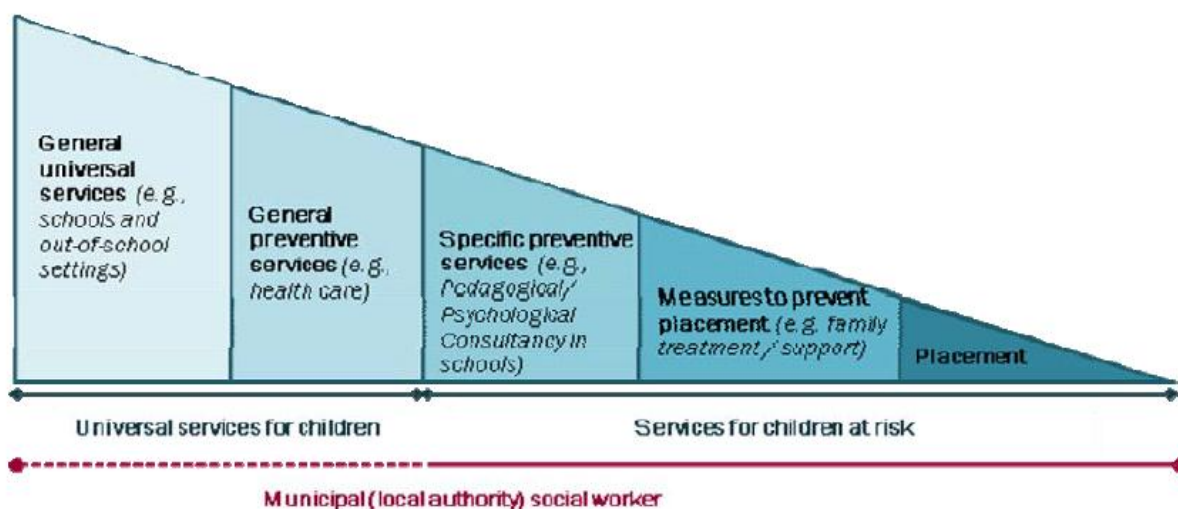 General
universal
services (e.g.,
schools and
out-of-school
settings)
General
preventive
services (e.g.,
health care)
Specific preventive
services (e.g.,
Pedagogical/
Psychological
Consultancy in
schools)
Measures to prevent
placement (e.g. family
treatment/ support)
Placement
Universal services for children
Services for children at risk
Municipal (local authority) social worker